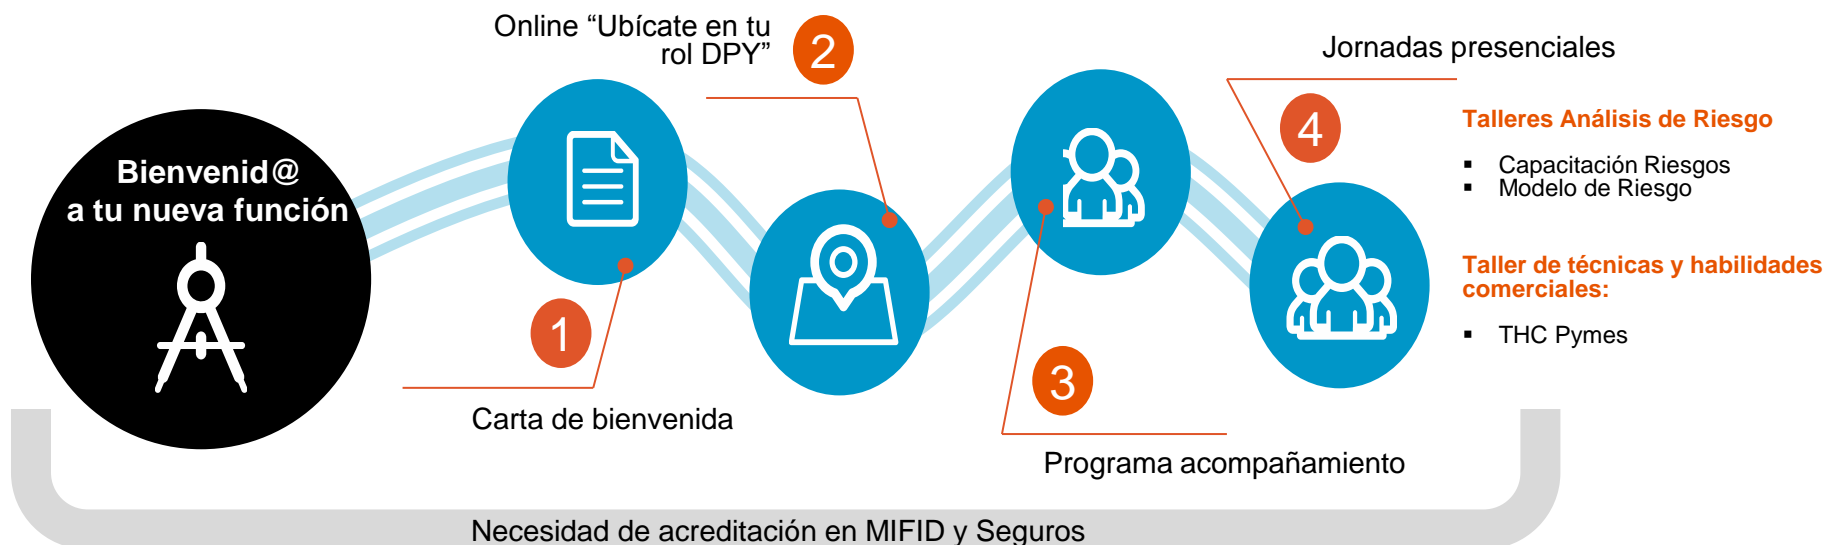 Bienvenid@
a tu nueva función
1
Carta de bienvenida
Online “Ubícate en tu
rol DPY”
2
3
Programa acompañamiento
Jornadas presenciales
4
Talleres Análisis de Riesgo
▪ Capacitación Riesgos
▪ Modelo de Riesgo
Taller de técnicas y habilidades
comerciales:
▪ THC Pymes
Necesidad de acreditación en MIFID y Seguros